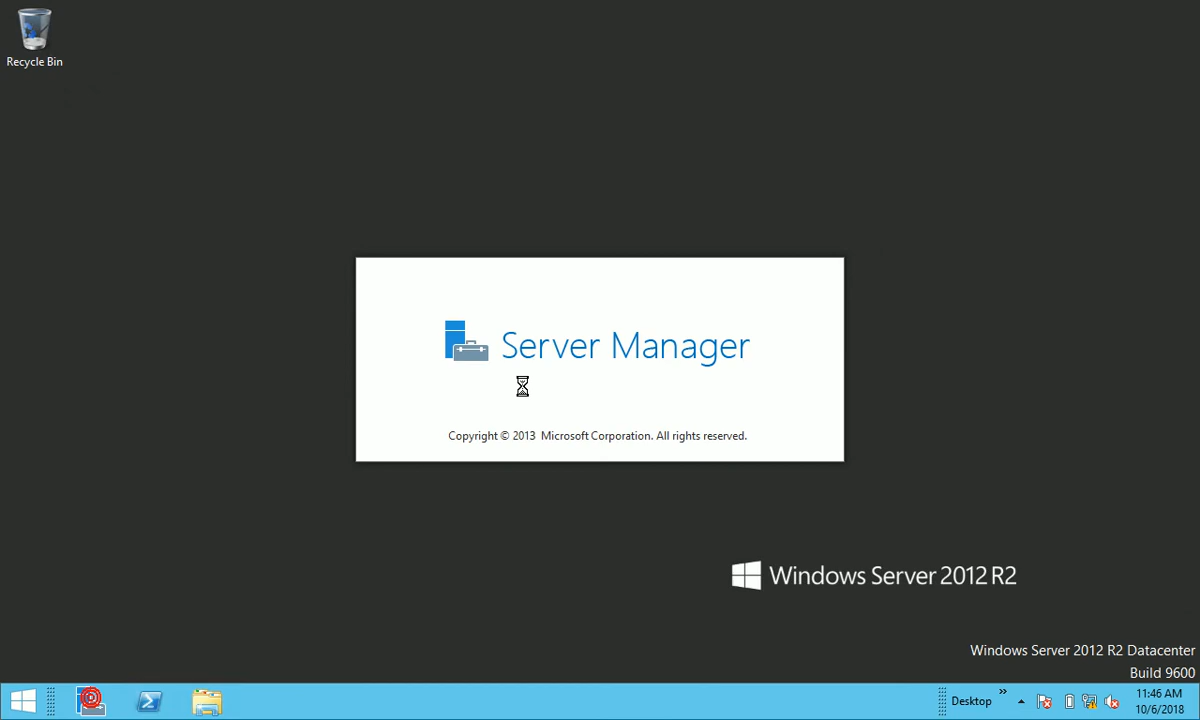 Recycle Bin
Server Manager
Copyright © 2013 Microsoft Corporation. All rights reserved.
Windows Server 2012 R2
Windows Server 2012 R2 Datacenter
Build 9600
Desktop
11:46 AM
10/6/2018